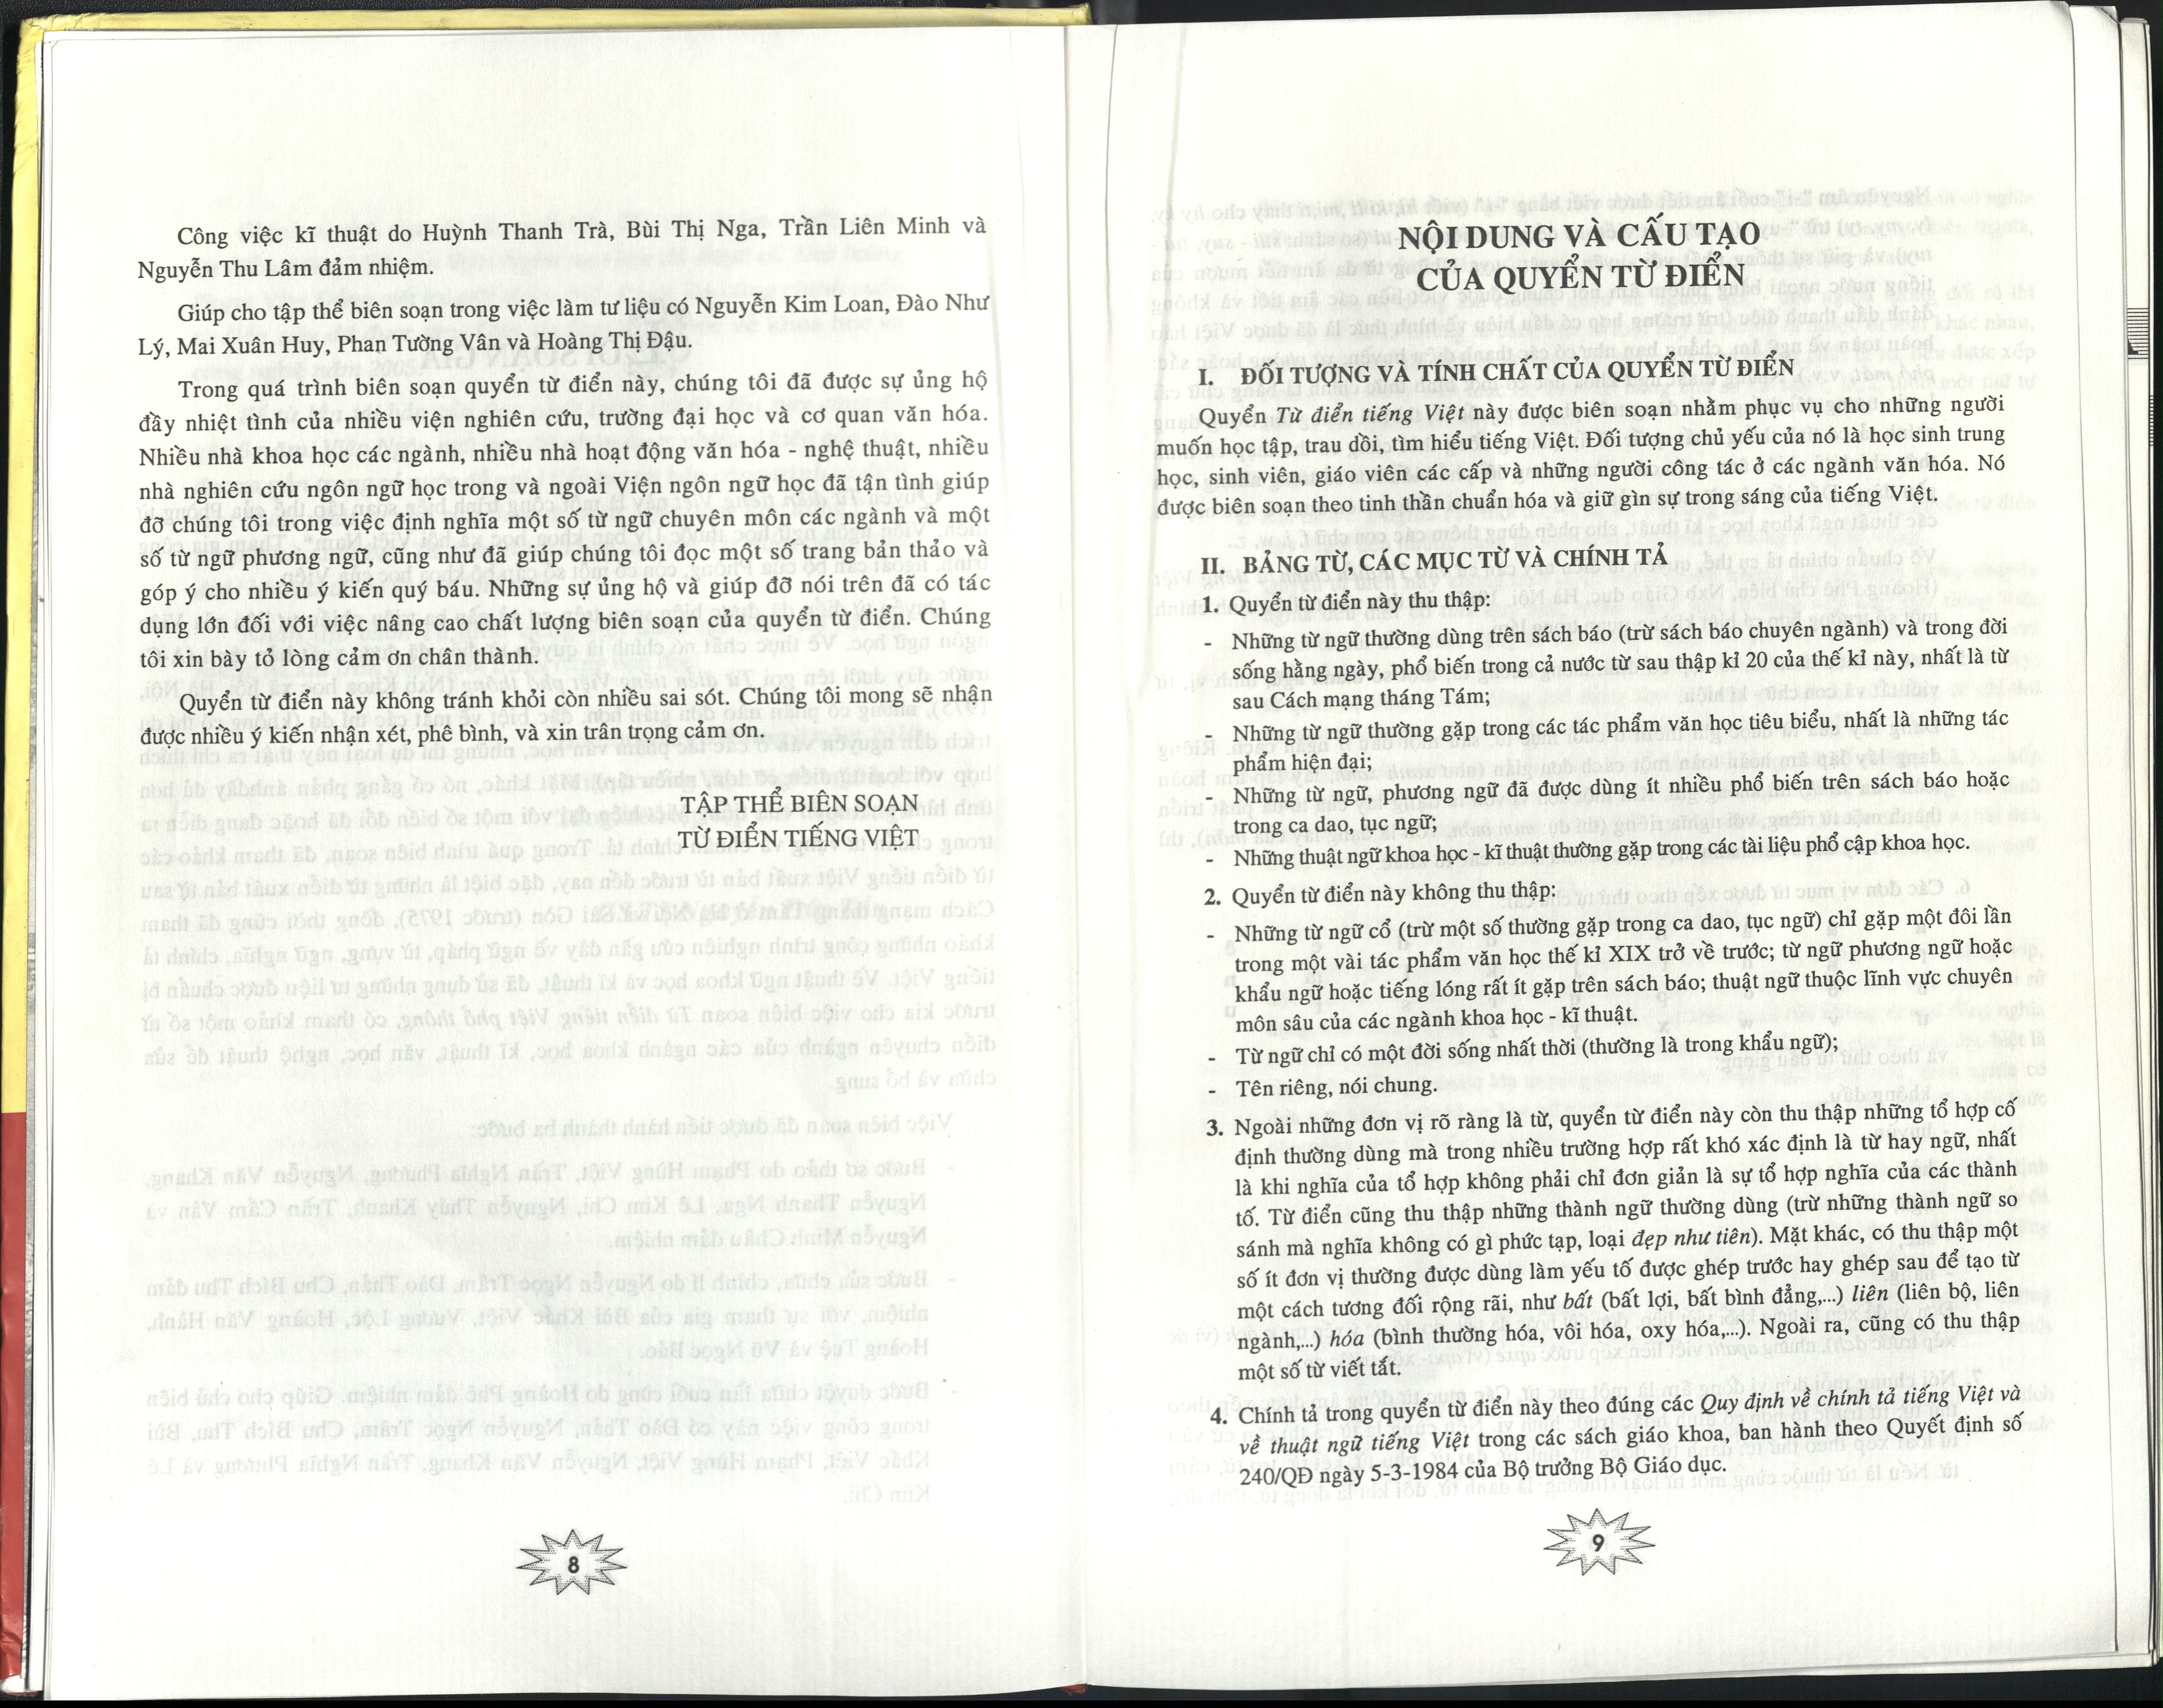 Công việc kĩ thuật do Huỳnh Thanh Trà, Bùi Thị Nga, Trần Liên Minh và
Nguyễn Thu Lâm đảm nhiệm.
Giúp cho tập thể biên soạn trong việc làm tư liệu có Nguyễn Kim Loan, Đào Như
Lý, Mai Xuân Huy, Phan Tường Vân và Hoàng Thị Đậu.
Trong quá trình biên soạn quyển từ điển này, chúng tôi đã được sự ủng hộ
đầy nhiệt tình của nhiều viện nghiên cứu, trường đại học và cơ quan văn hóa.
Nhiều nhà khoa học các ngành, nhiều nhà hoạt động văn hóa - nghệ thuật, nhiều
nhà nghiên cứu ngôn ngữ học trong và ngoài Viện ngôn ngữ học đã tận tình giúp
đỡ chúng tôi trong việc định nghĩa một số từ ngữ chuyên môn các ngành và một
số từ ngữ phương ngữ, cũng như đã giúp chúng tôi đọc một số trang bản thảo và
góp ý cho nhiều ý kiến quý báu. Những sự ủng hộ và giúp đỡ nói trên đã có tác
dụng lớn đối với việc nâng cao chất lượng biên soạn của quyển từ điển. Chúng
tôi xin bày tỏ lòng cảm ơn chân thành.
Quyển từ điển này không tránh khỏi còn nhiều sai sót. Chúng tôi mong sẽ nhận
được nhiều ý kiến nhận xét, phê bình, và xin trân trọng cảm ơn.
TẬP THỂ BIÊN SOẠN
TỪ ĐIỂN TIẾNG VIỆT
8
NỘI DUNG VÀ CẤU TẠO
CỦA QUYỂN TỪ ĐIỂN
I. ĐỐI TƯỢNG VÀ TÍNH CHẤT CỦA QUYỂN TỪ ĐIỂN
Quyển Từ điển tiếng Việt này được biên soạn nhằm phục vụ cho những người
muốn học tập, trau dồi, tìm hiểu tiếng Việt. Đối tượng chủ yếu của nó là học sinh trung
học, sinh viên, giáo viên các cấp và những người công tác ở các ngành văn hóa. Nó
được biên soạn theo tinh thần chuẩn hóa và giữ gìn sự trong sáng của tiếng Việt.
II. BẢNG TỪ, CÁC MỤC TỪ VÀ CHÍNH TẢ
1. Quyển từ điển này thu thập:
- Những từ ngữ thường dùng trên sách báo (trừ sách báo chuyên ngành) và trong đời
sống hằng ngày, phổ biến trong cả nước từ sau thập kỉ 20 của thế kỉ này, nhất là từ
sau Cách mạng tháng Tám;
- Những từ ngữ thường gặp trong các tác phẩm văn học tiêu biểu, nhất là những tác
phẩm hiện đại;
- Những từ ngữ, phương ngữ đã được dùng ít nhiều phổ biến trên sách báo hoặc
trong ca dao, tục ngữ;
- Những thuật ngữ khoa học - kĩ thuật thường gặp trong các tài liệu phổ cập khoa học.
2. Quyển từ điển này không thu thập:
- Những từ ngữ cổ (trừ một số thường gặp trong ca dao, tục ngữ) chỉ gặp một đôi lần
trong một vài tác phẩm văn học thế kỉ XIX trở về trước; từ ngữ phương ngữ hoặc
khẩu ngữ hoặc tiếng lóng rất ít gặp trên sách báo; thuật ngữ thuộc lĩnh vực chuyên
môn sâu của các ngành khoa học - kĩ thuật.
- Từ ngữ chỉ có một đời sống nhất thời (thường là trong khẩu ngữ);
- Tên riêng, nói chung.
3. Ngoài những đơn vị rõ ràng là từ, quyển từ điển này còn thu thập những tổ hợp cố
định thường dùng mà trong nhiều trường hợp rất khó xác định là từ hay ngữ, nhất
là khi nghĩa của tổ hợp không phải chỉ đơn giản là sự tổ hợp nghĩa của các thành
tố. Từ điển cũng thu thập những thành ngữ thường dùng (trừ những thành ngữ so
sánh mà nghĩa không có gì phức tạp, loại đẹp như tiên). Mặt khác, có thu thập một
số ít đơn vị thường được dùng làm yếu tố được ghép trước hay ghép sau để tạo từ
một cách tương đối rộng rãi, như bất (bất lợi, bất bình đẳng,...) liên (liên bộ, liên
ngành,...) hóa (bình thường hóa, vôi hóa, oxy hóa,...). Ngoài ra, cũng có thu thập
một số từ viết tắt.
4. Chính tả trong quyển từ điển này theo đúng các Quy định về chính tả tiếng Việt và
về thuật ngữ tiếng Việt trong các sách giáo khoa, ban hành theo Quyết định số
240/QĐ ngày 5-3-1984 của Bộ trưởng Bộ Giáo dục.
9